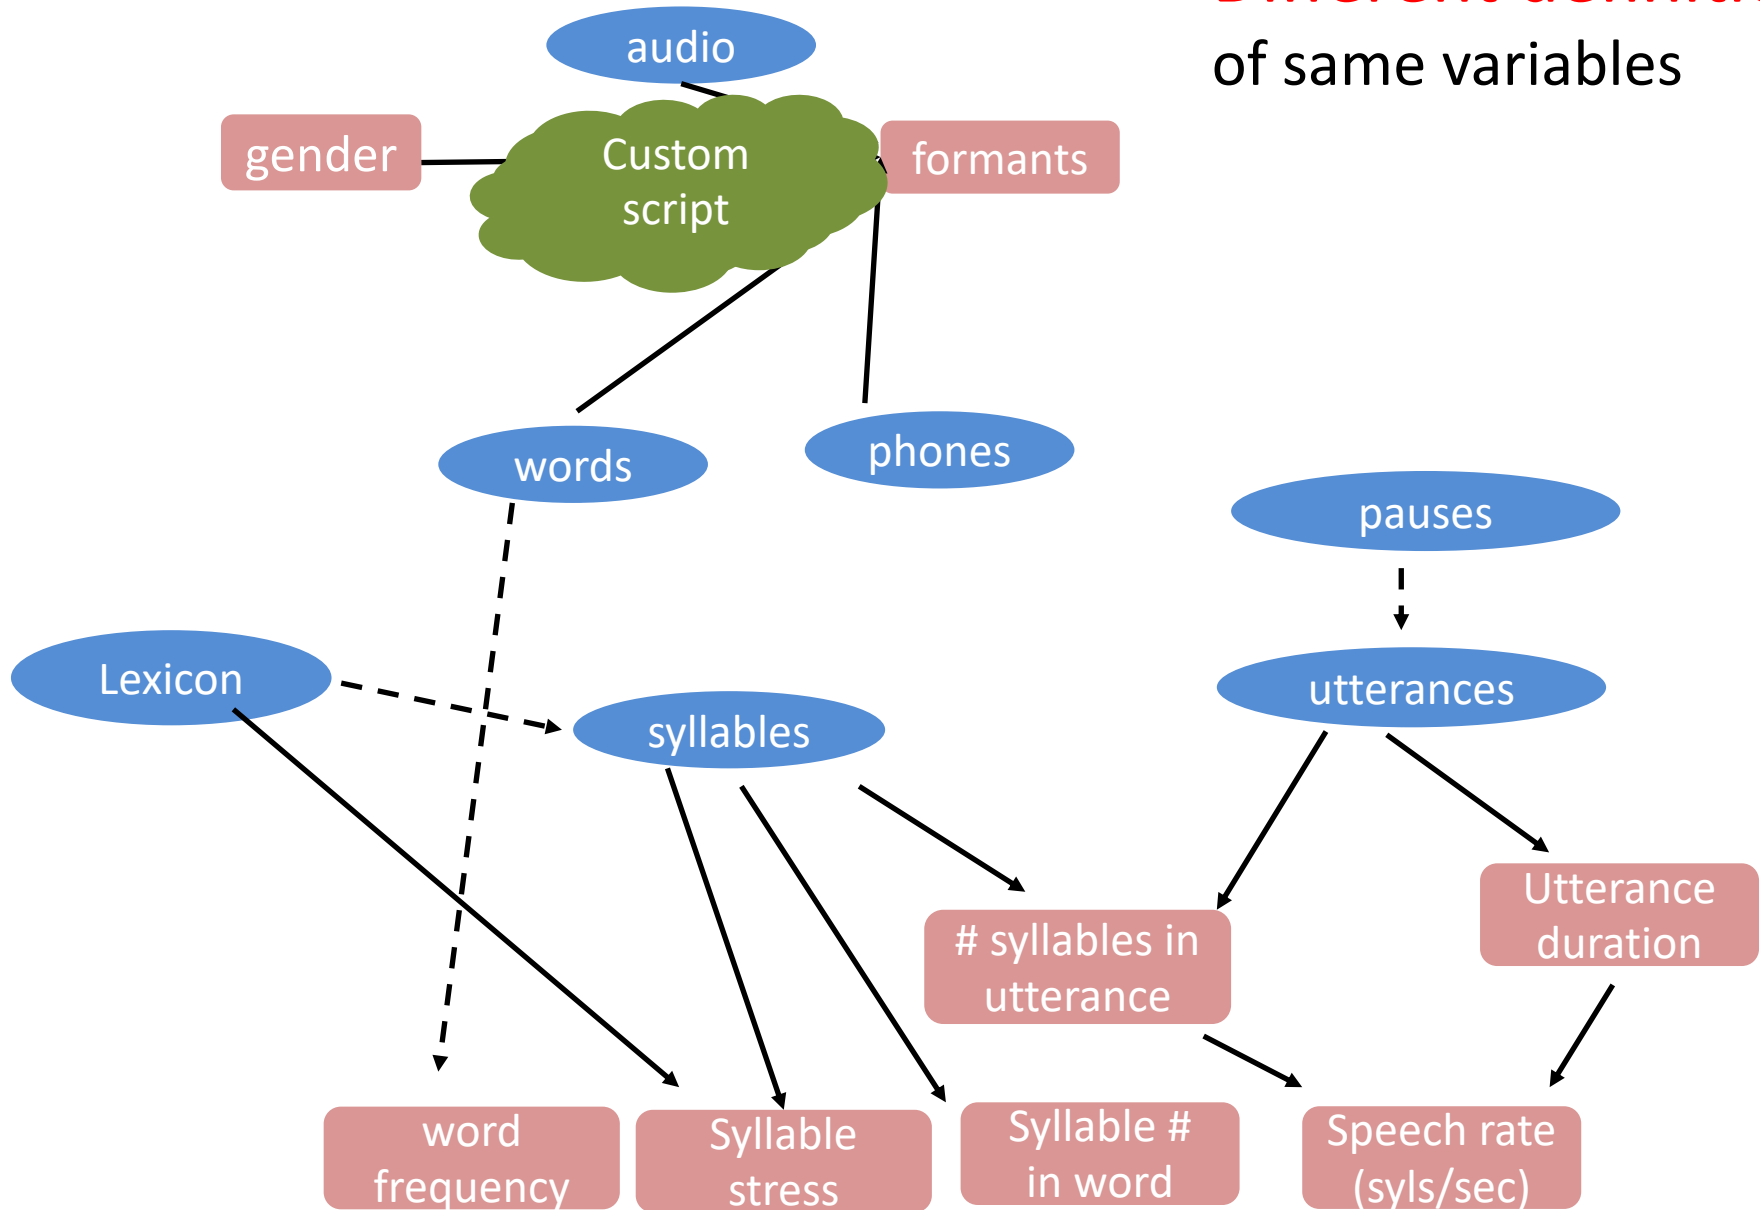 of same variables
audio
gender
Custom
script
formants
words
phones
pauses
Lexicon
syllables
utterances
# syllables in
utterance
Utterance
duration
word
frequency
Syllable
stress
Syllable #
in word
Speech rate
(syls/sec)